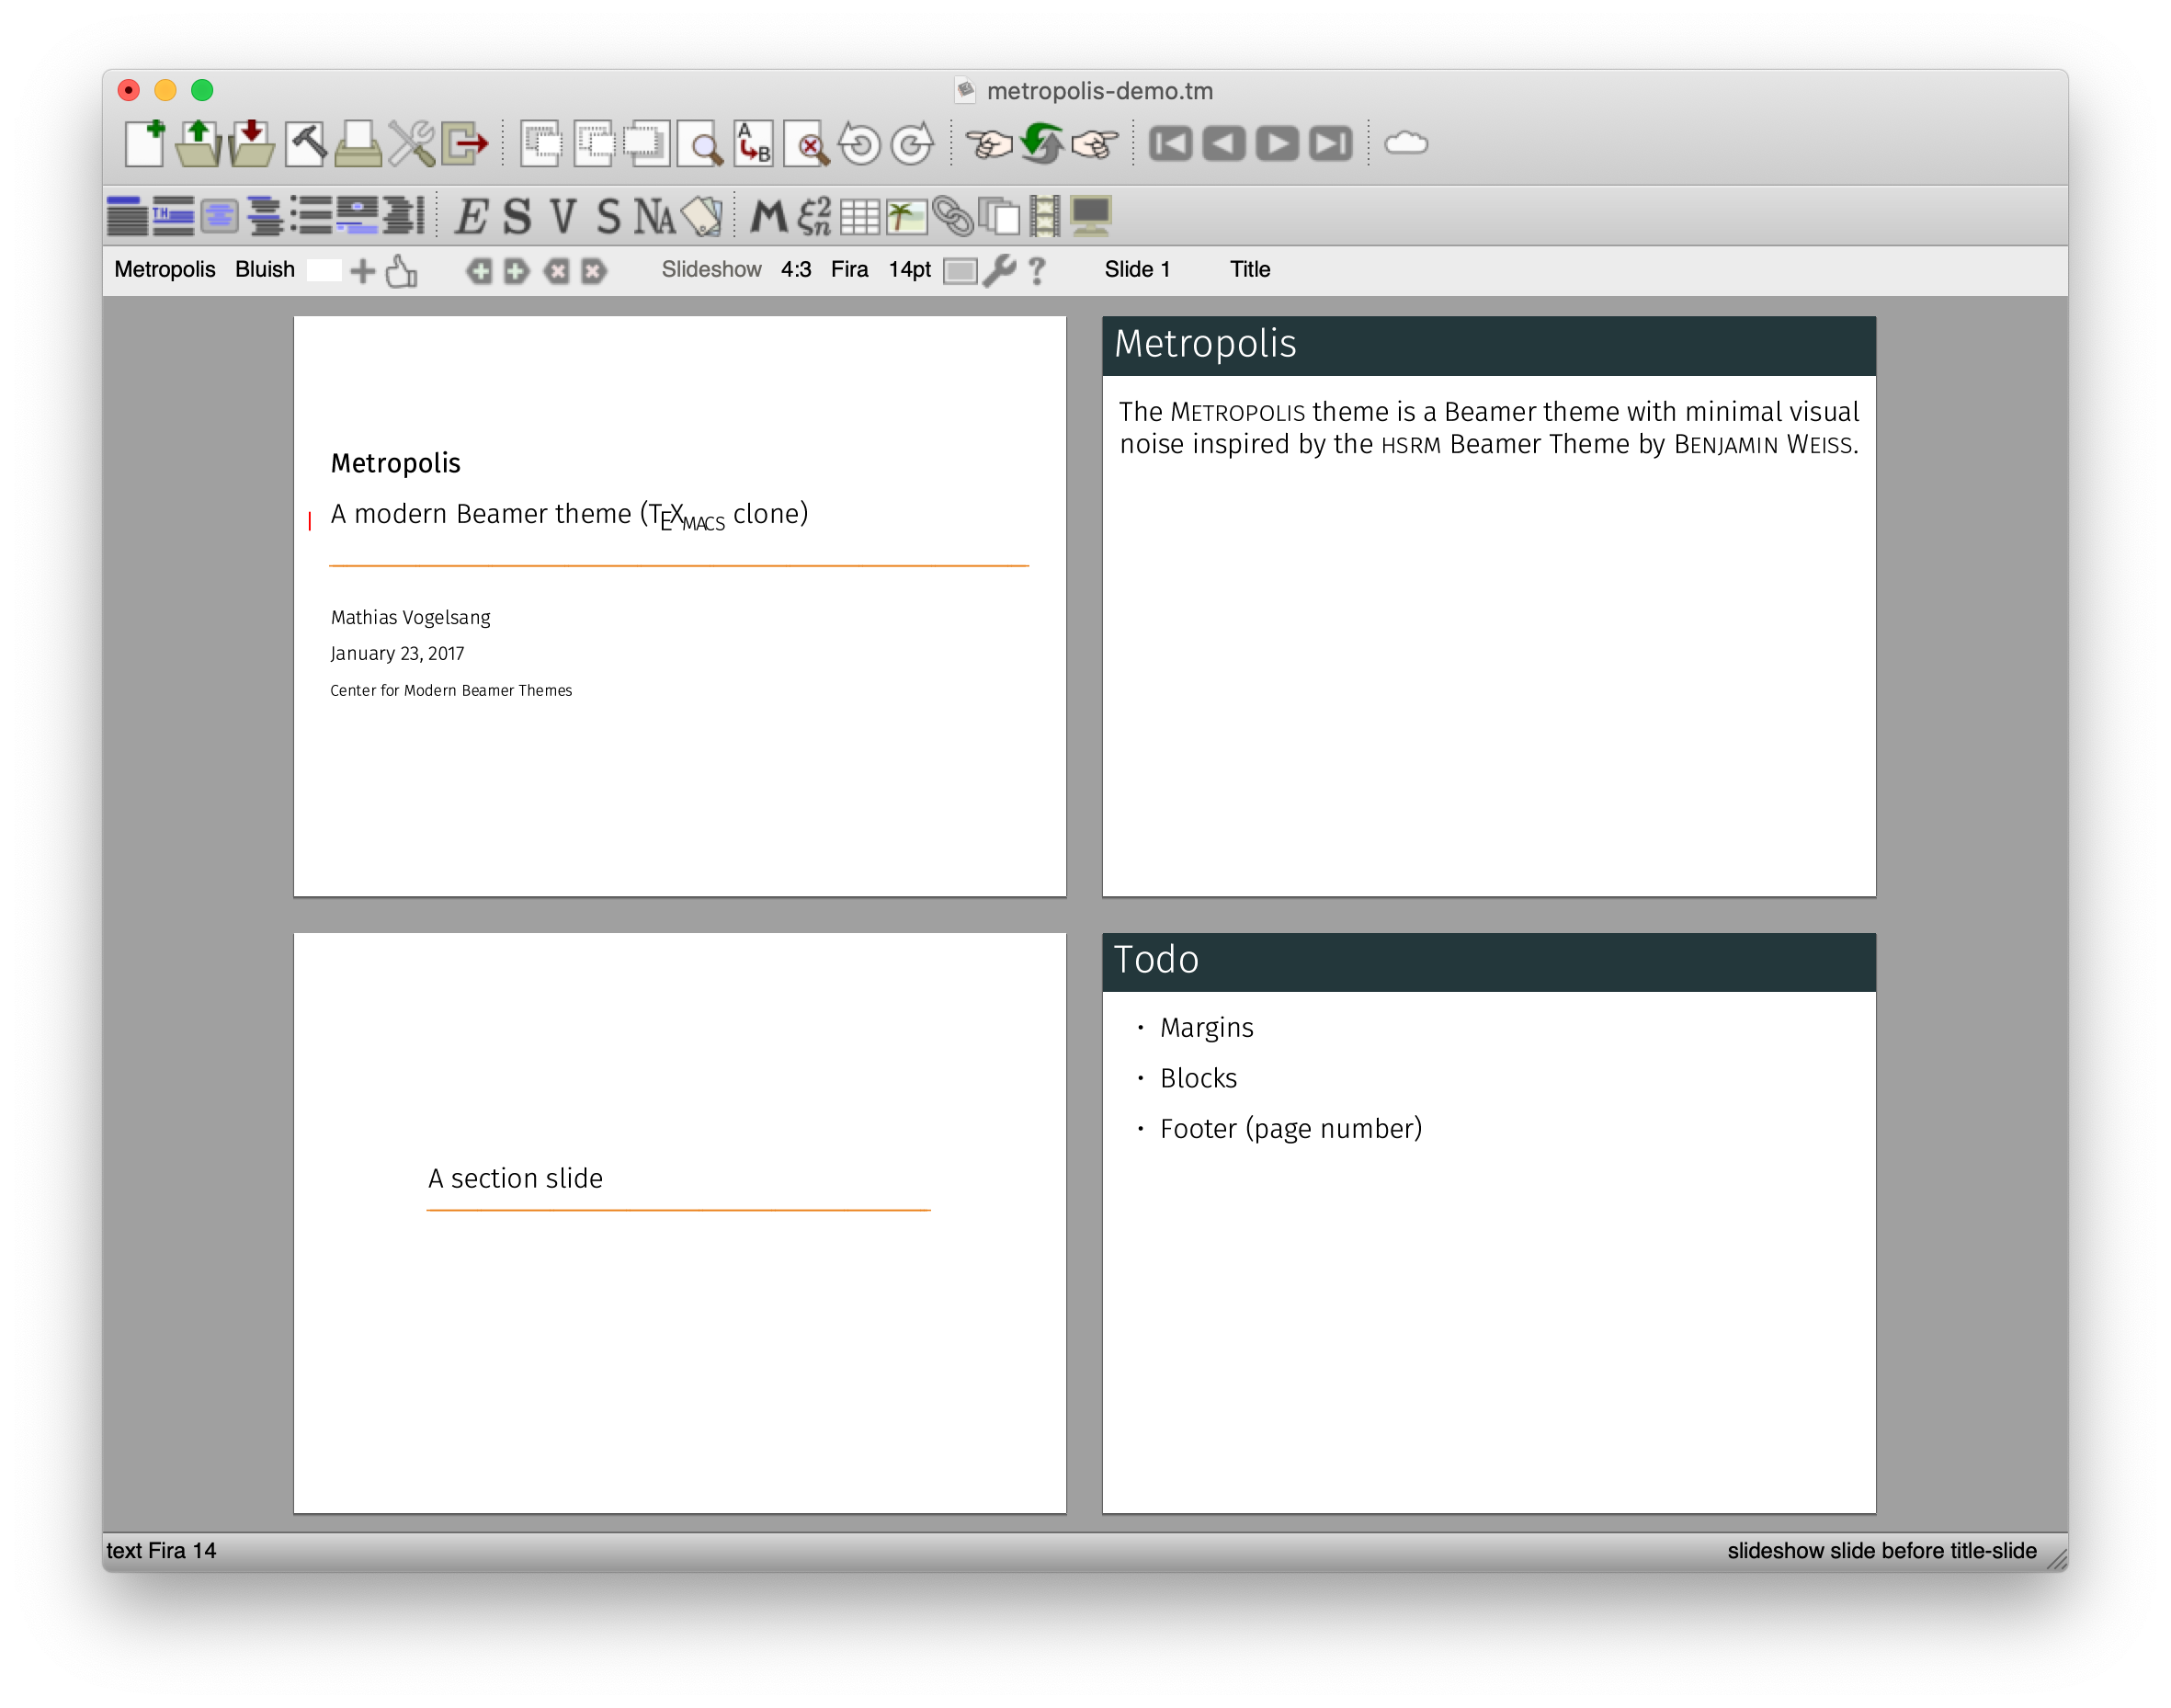 metropolis-demo.tm
A B
TH E S V S NA M ξ2n
Metropolis Bluish Slideshow 4:3 Fira 14pt ? Slide 1 Title
Metropolis
A modern Beamer theme (TEXMACS clone)
Mathias Vogelsang
January 23, 2017
Center for Modern Beamer Themes
Metropolis
The METROPOLIS theme is a Beamer theme with minimal visual
noise inspired by the HSRM Beamer Theme by BENJAMIN WEISS.
A section slide
Todo
• Margins
• Blocks
• Footer (page number)
text Fira 14 slideshow slide before title-slide